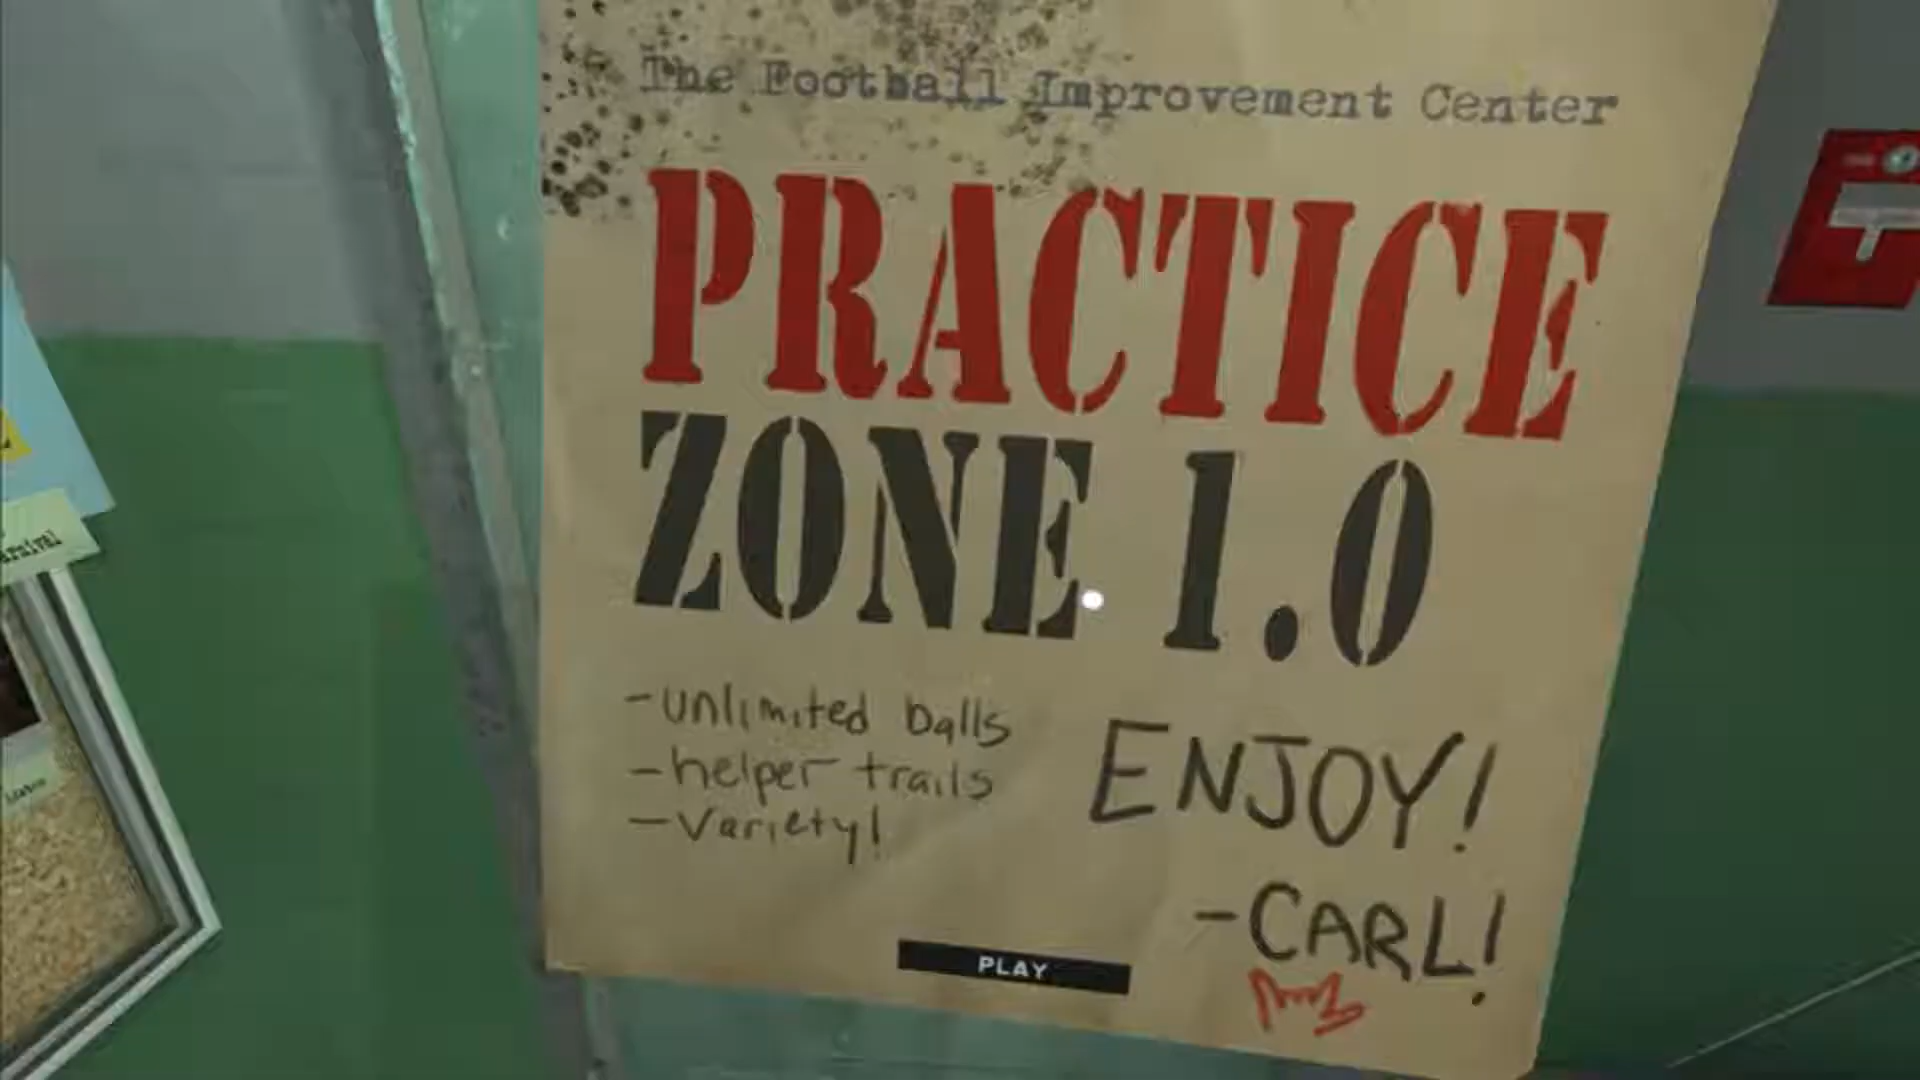 The Football Improvement Center
PRACTICE
ZONE 1.0
-unlimited balls
-helper trails
-Variety!
ENJOY!
-CARL!
PLAY